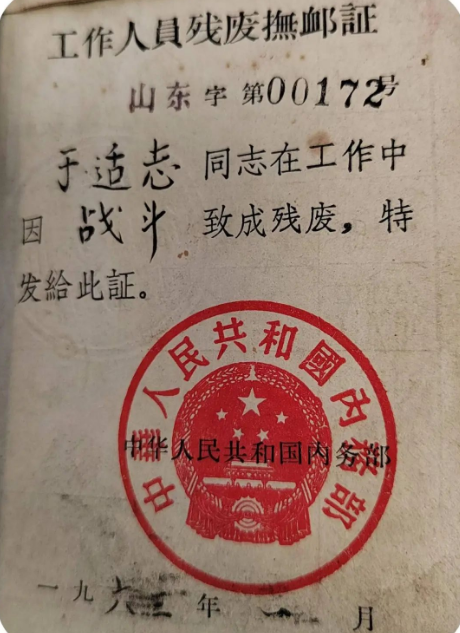 工作人員残废撫邮証
山东字第00172号
于适志同志在工作中
因战斗致成残废，特
发給此証。
中華人民共和國內務部
中华人民共和国内务部
一九六三年 月